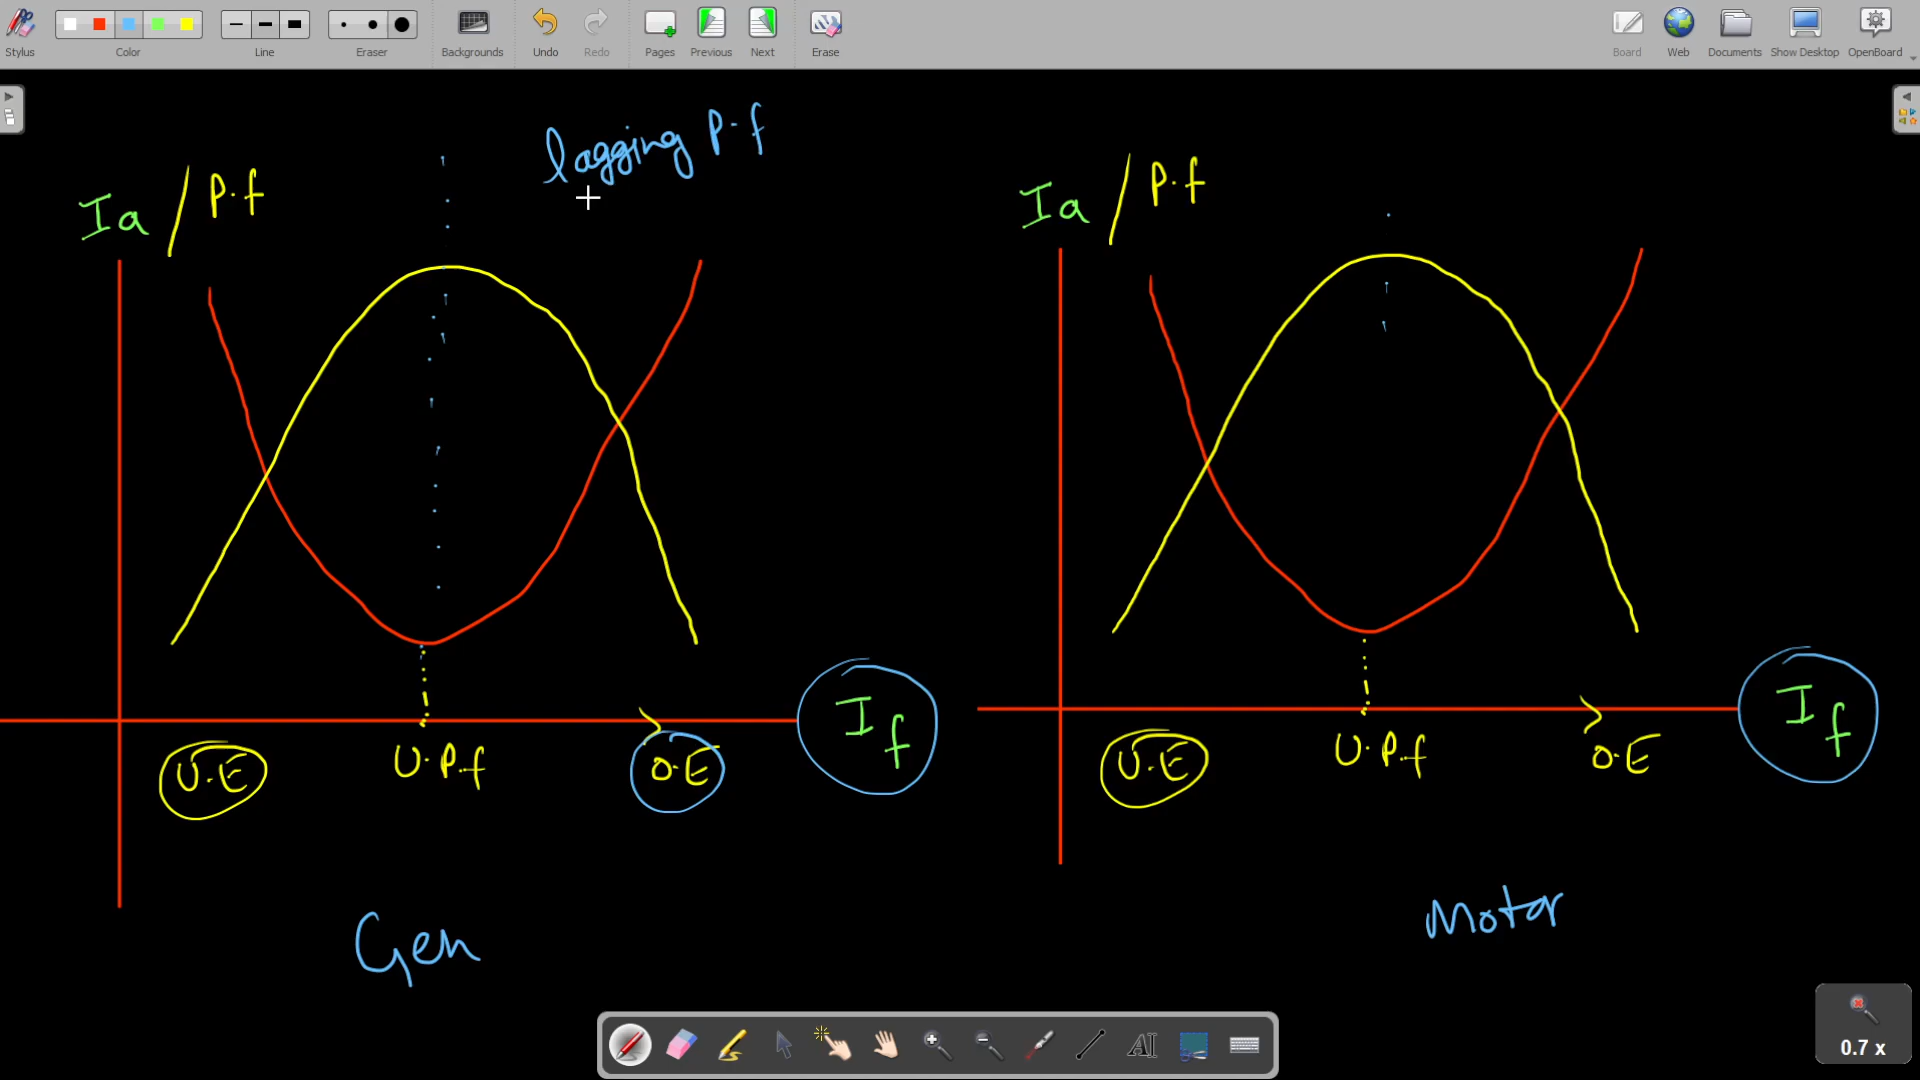 Stylus Color Line Eraser Backgrounds Undo Redo Pages Previous Next Erase Board Web Documents Show Desktop OpenBoard
lagging P.f
Ia / P.f
U.E U.P.f O.E If
Gen
Ia / P.f
U.E U.P.f O.E If
Motor
AI
0.7 x